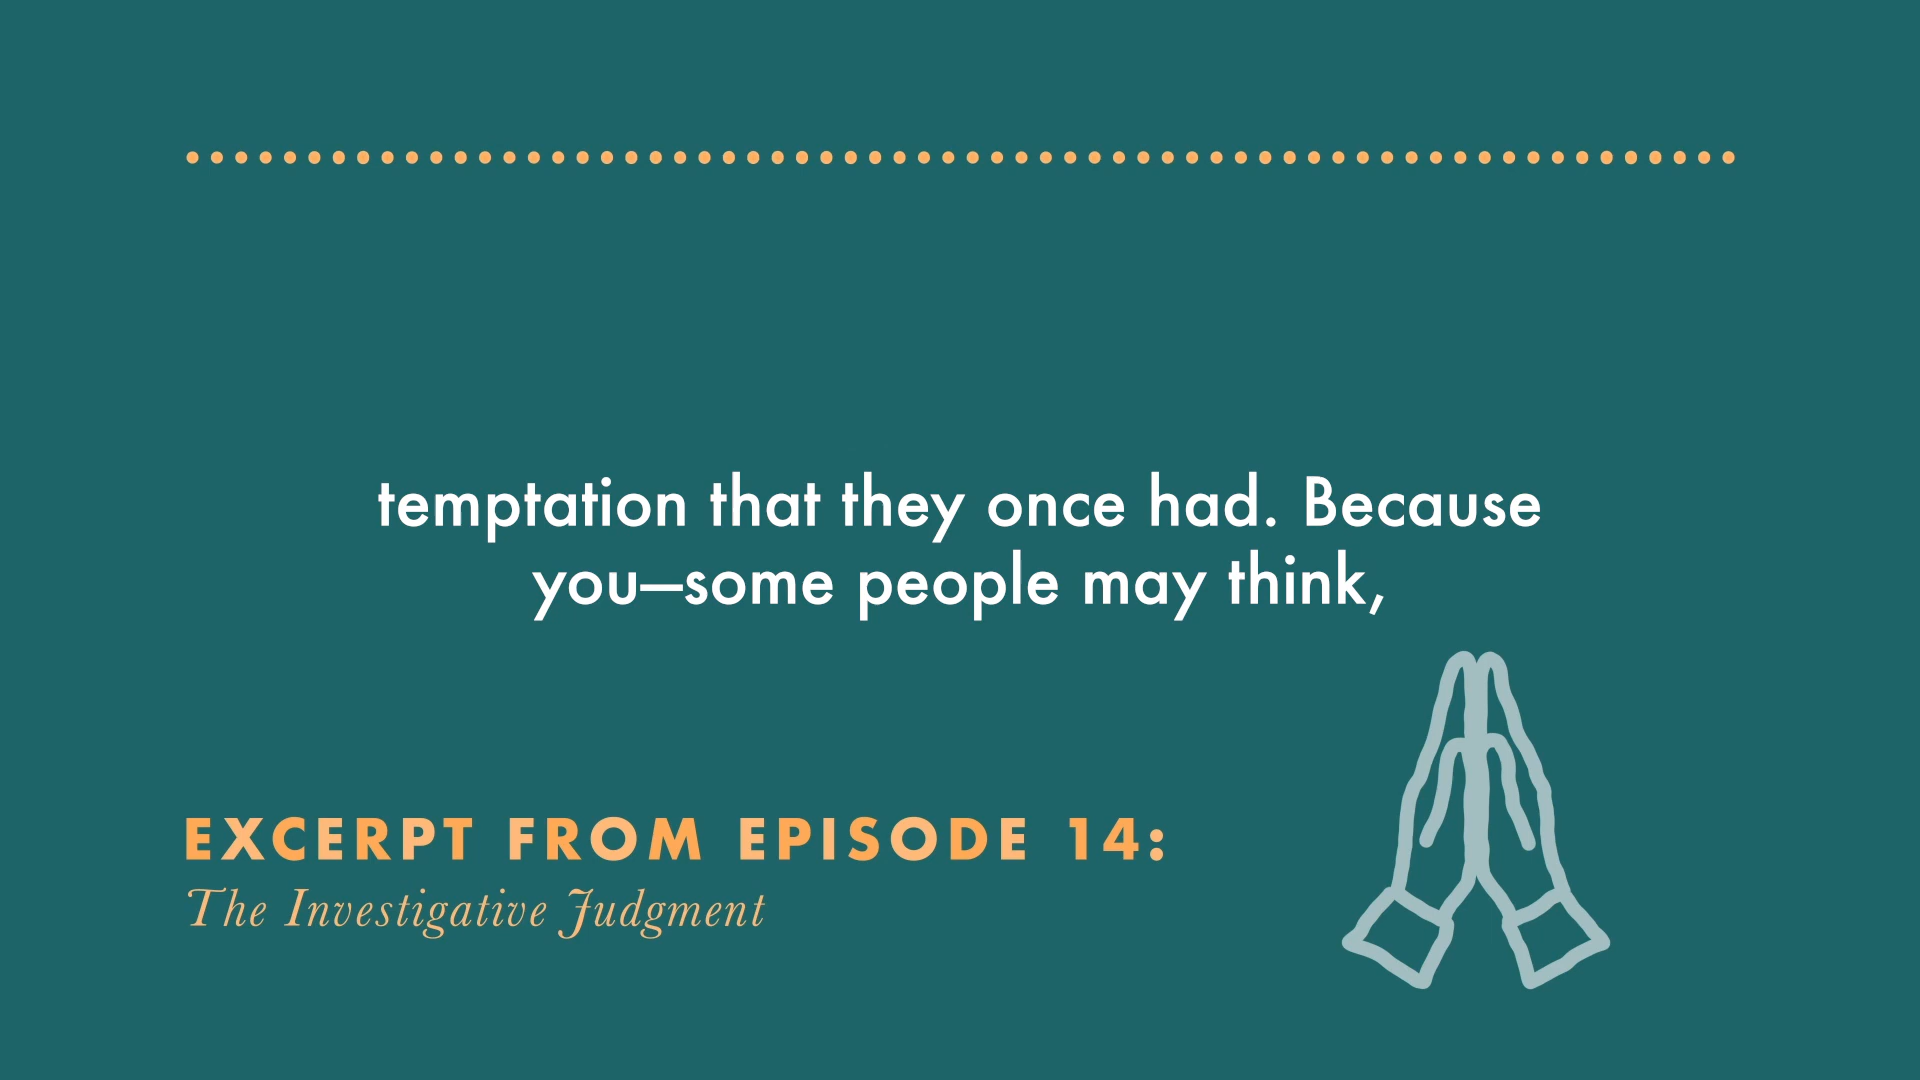 temptation that they once had. Because
you—some people may think,
EXCERPT FROM EPISODE 14:
The Investigative Judgment